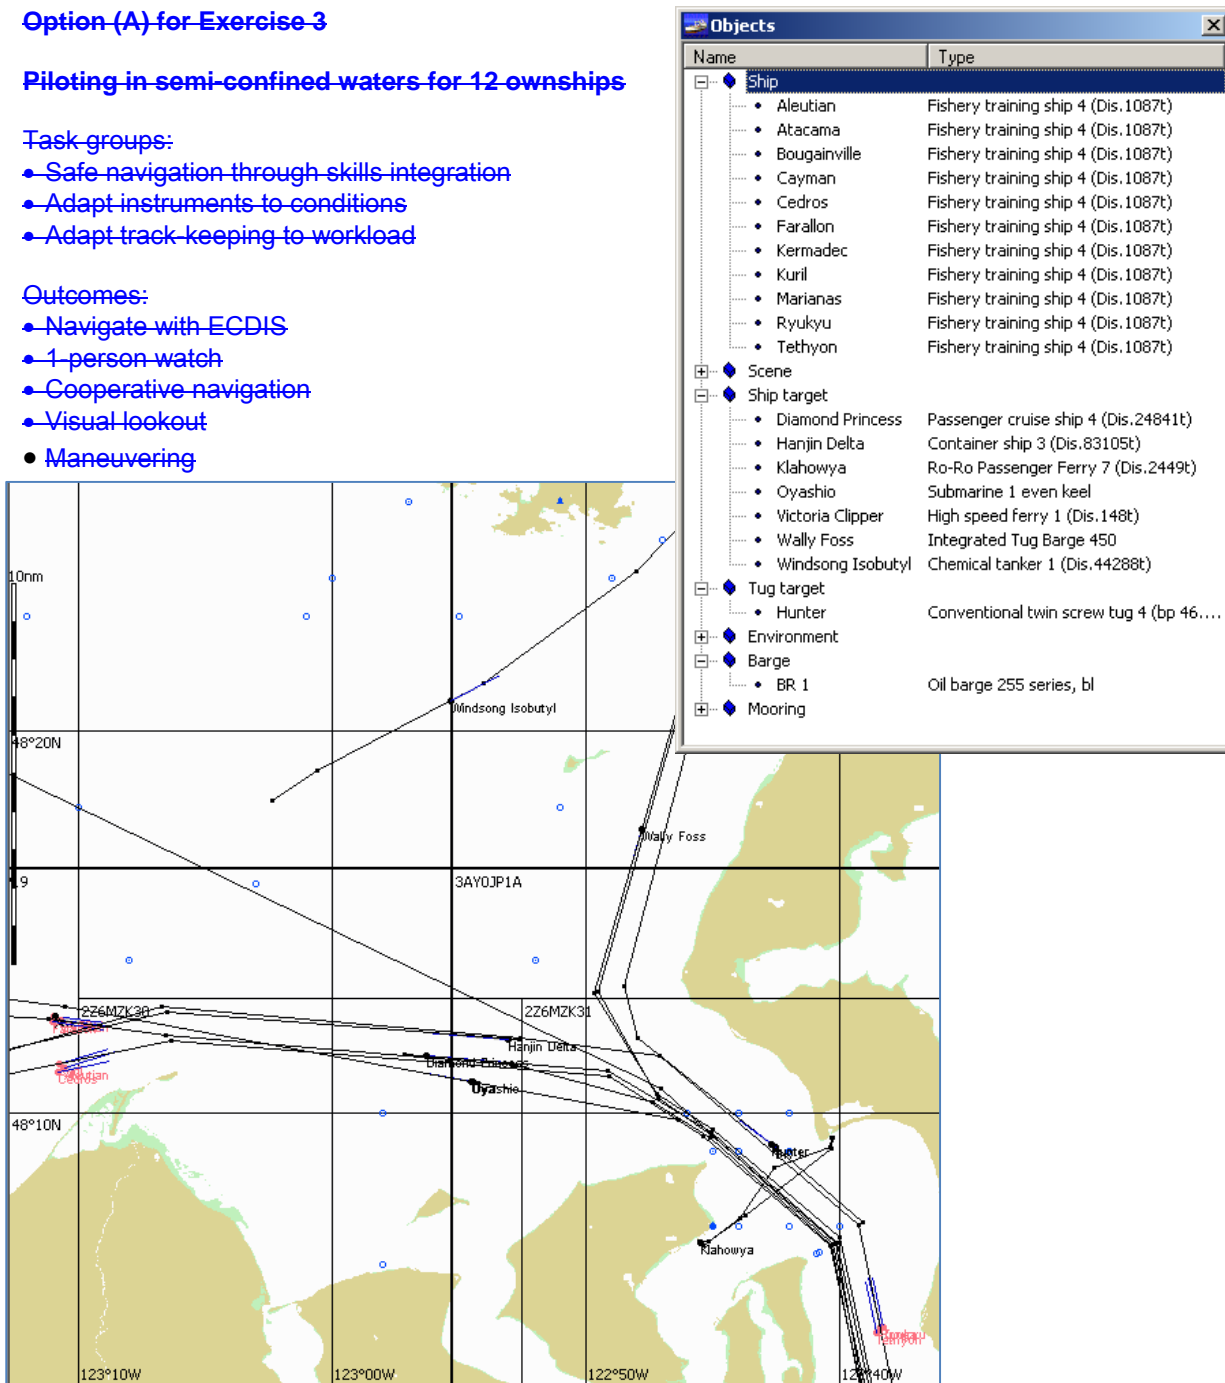 Option (A) for Exercise 3
Piloting in semi-confined waters for 12 ownships
Task groups:
• Safe navigation through skills integration
• Adapt instruments to conditions
• Adapt track-keeping to workload
Outcomes:
• Navigate with ECDIS
• 1-person watch
• Cooperative navigation
• Visual lookout
• Maneuvering
Objects
Name Type
Ship
Aleutian Fishery training ship 4 (Dis.1087t)
Atacama Fishery training ship 4 (Dis.1087t)
Bougainville Fishery training ship 4 (Dis.1087t)
Cayman Fishery training ship 4 (Dis.1087t)
Cedros Fishery training ship 4 (Dis.1087t)
Farallon Fishery training ship 4 (Dis.1087t)
Kermadec Fishery training ship 4 (Dis.1087t)
Kuril Fishery training ship 4 (Dis.1087t)
Marianas Fishery training ship 4 (Dis.1087t)
Ryukyu Fishery training ship 4 (Dis.1087t)
Tethyon Fishery training ship 4 (Dis.1087t)
Scene
Ship target
Diamond Princess Passenger cruise ship 4 (Dis.24841t)
Hanjin Delta Container ship 3 (Dis.83105t)
Klahowya Ro-Ro Passenger Ferry 7 (Dis.2449t)
Oyashio Submarine 1 even keel
Victoria Clipper High speed ferry 1 (Dis.148t)
Wally Foss Integrated Tug Barge 450
Windsong Isobutyl Chemical tanker 1 (Dis.44288t)
Tug target
Hunter Conventional twin screw tug 4 (bp 46....
Environment
Barge
BR 1 Oil barge 255 series, bl
Mooring
10nm
Windsong Isobutyl
48°20N
Wally Foss
19
3AY0JP1A
2Z6MZK30
2Z6MZK31
Hanjin Delta
Diamond Princess
Cedros
Oyashio
48°10N
Hunter
Klahowya
Tethyon
123°10W
123°00W
122°50W
122°40W